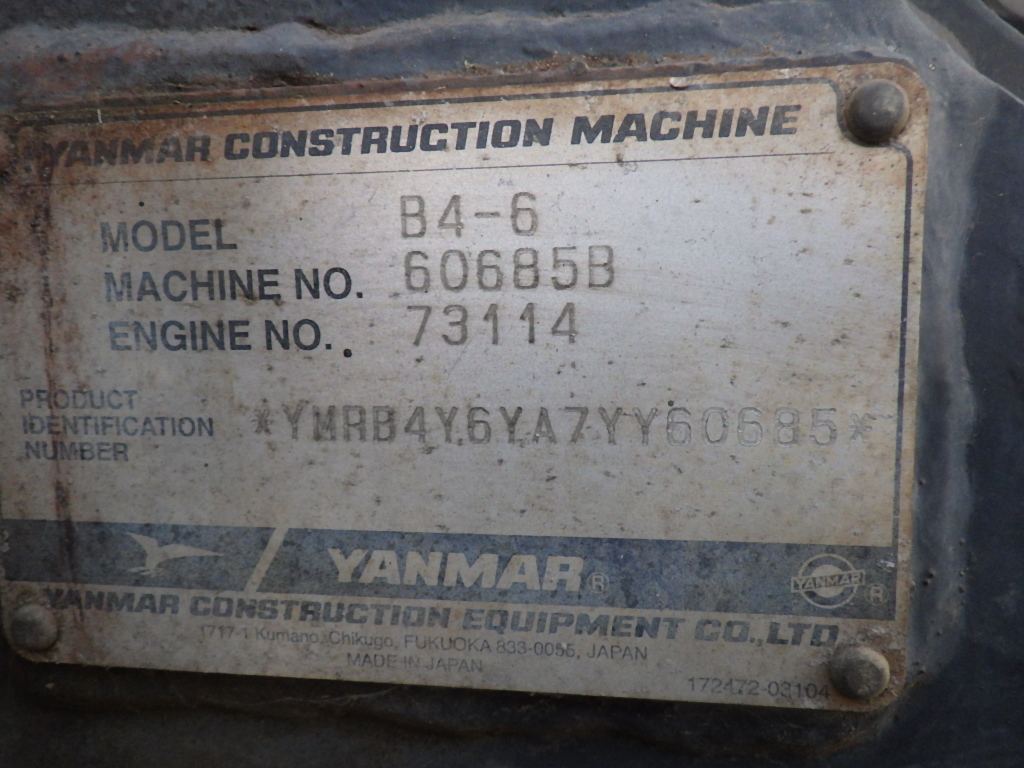 YANMAR CONSTRUCTION MACHINE
MODEL B4-6
MACHINE NO. 60685B
ENGINE NO. 73114
PRODUCT
IDENTIFICATION
NUMBER
*YMRB4Y6YA7YY60685*
YANMAR®
YANMAR ®
YANMAR CONSTRUCTION EQUIPMENT CO.,LTD.
1717-1 Kumano, Chikugo, FUKUOKA 833-0055, JAPAN
MADE IN JAPAN
172472-03104